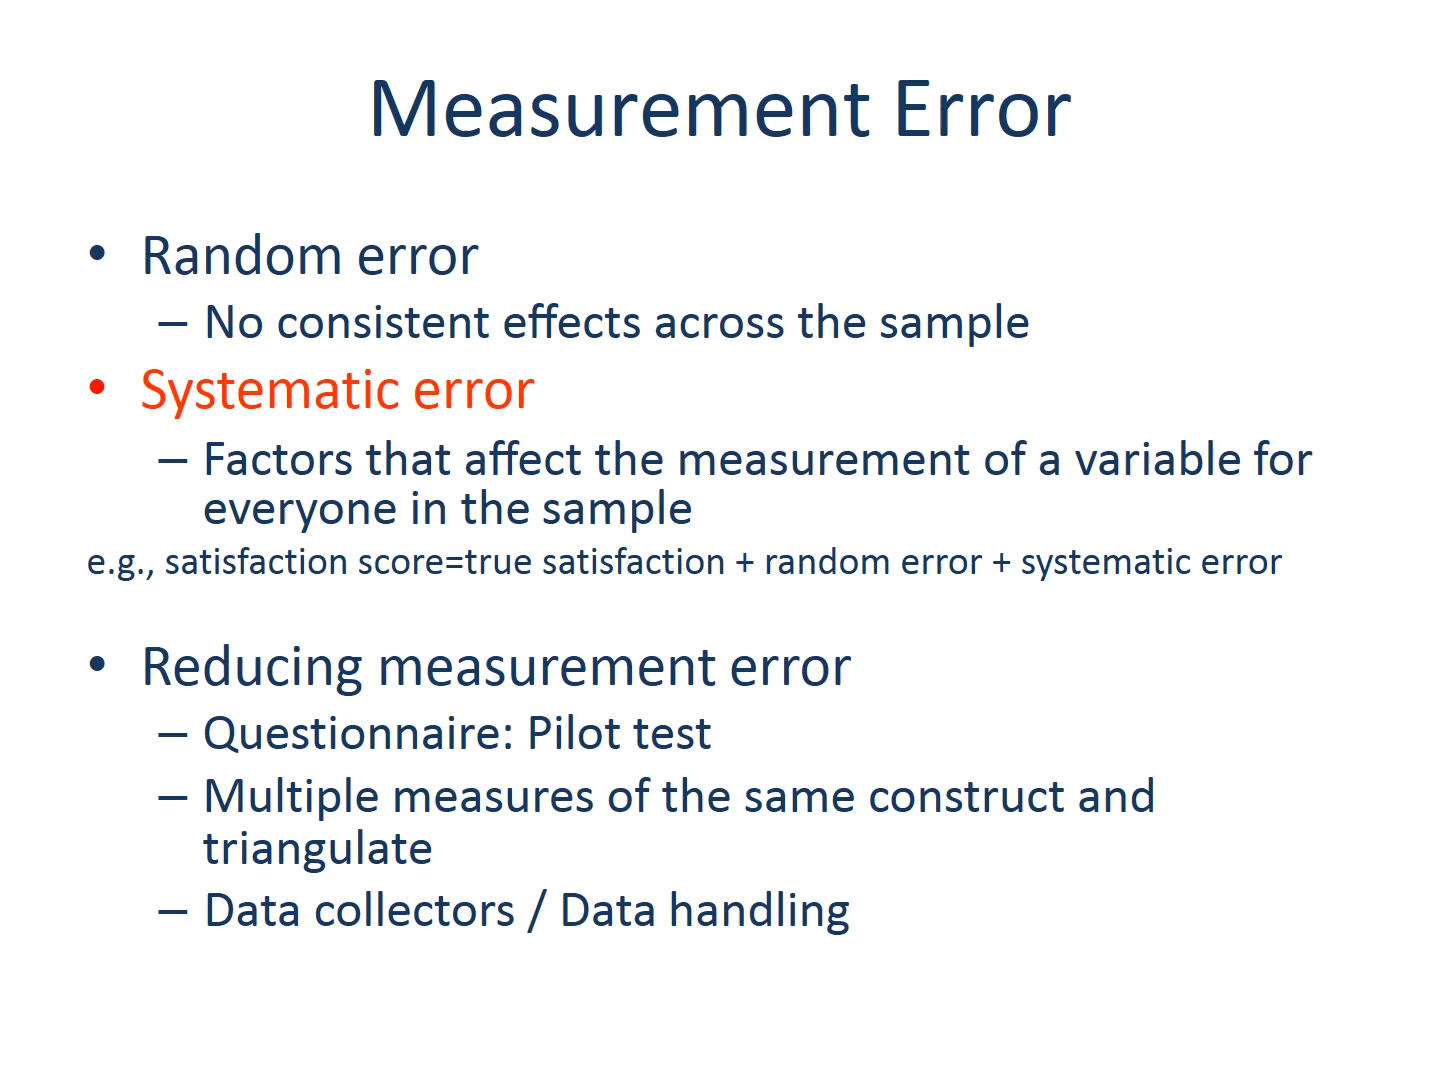 Measurement Error
• Random error
– No consistent effects across the sample
• Systematic error
– Factors that affect the measurement of a variable for
everyone in the sample
e.g., satisfaction score=true satisfaction + random error + systematic error
• Reducing measurement error
– Questionnaire: Pilot test
– Multiple measures of the same construct and
triangulate
– Data collectors / Data handling